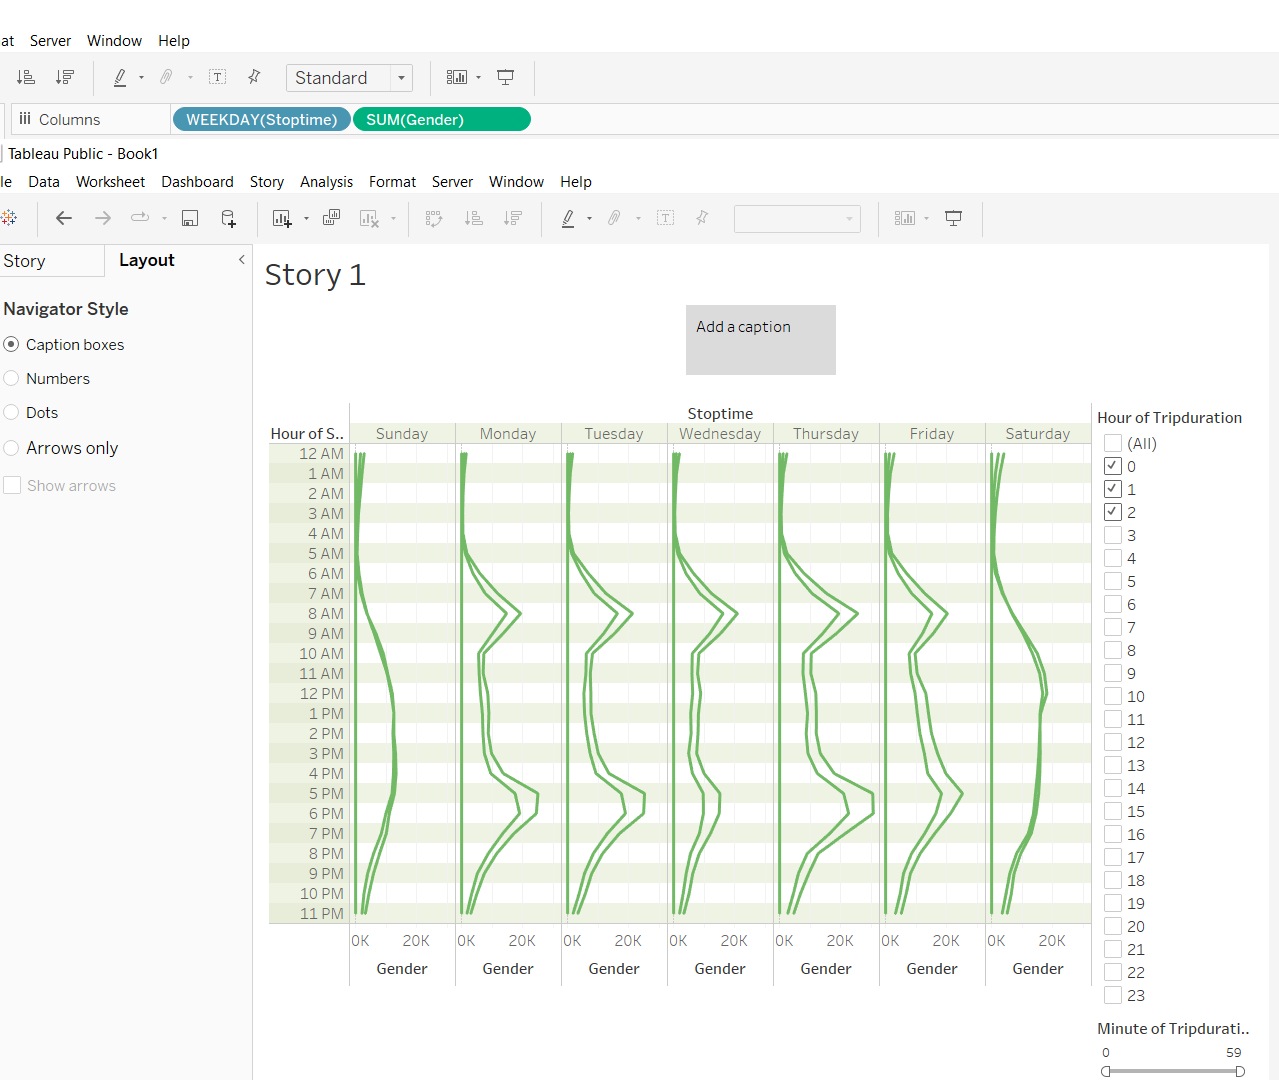 at Server Window Help
Standard
Columns WEEKDAY(Stoptime) SUM(Gender)
Tableau Public - Book1
le Data Worksheet Dashboard Story Analysis Format Server Window Help
Story Layout
Story 1
Navigator Style
Caption boxes
Numbers
Dots
Arrows only
Show arrows
Add a caption
Stoptime
Hour of S.. Sunday Monday Tuesday Wednesday Thursday Friday Saturday
12 AM
1 AM
2 AM
3 AM
4 AM
5 AM
6 AM
7 AM
8 AM
9 AM
10 AM
11 AM
12 PM
1 PM
2 PM
3 PM
4 PM
5 PM
6 PM
7 PM
8 PM
9 PM
10 PM
11 PM
0K 20K 0K 20K 0K 20K 0K 20K 0K 20K 0K 20K 0K 20K
Gender Gender Gender Gender Gender Gender Gender
Hour of Tripduration
(All)
0
1
2
3
4
5
6
7
8
9
10
11
12
13
14
15
16
17
18
19
20
21
22
23
Minute of Tripdurati..
0 59